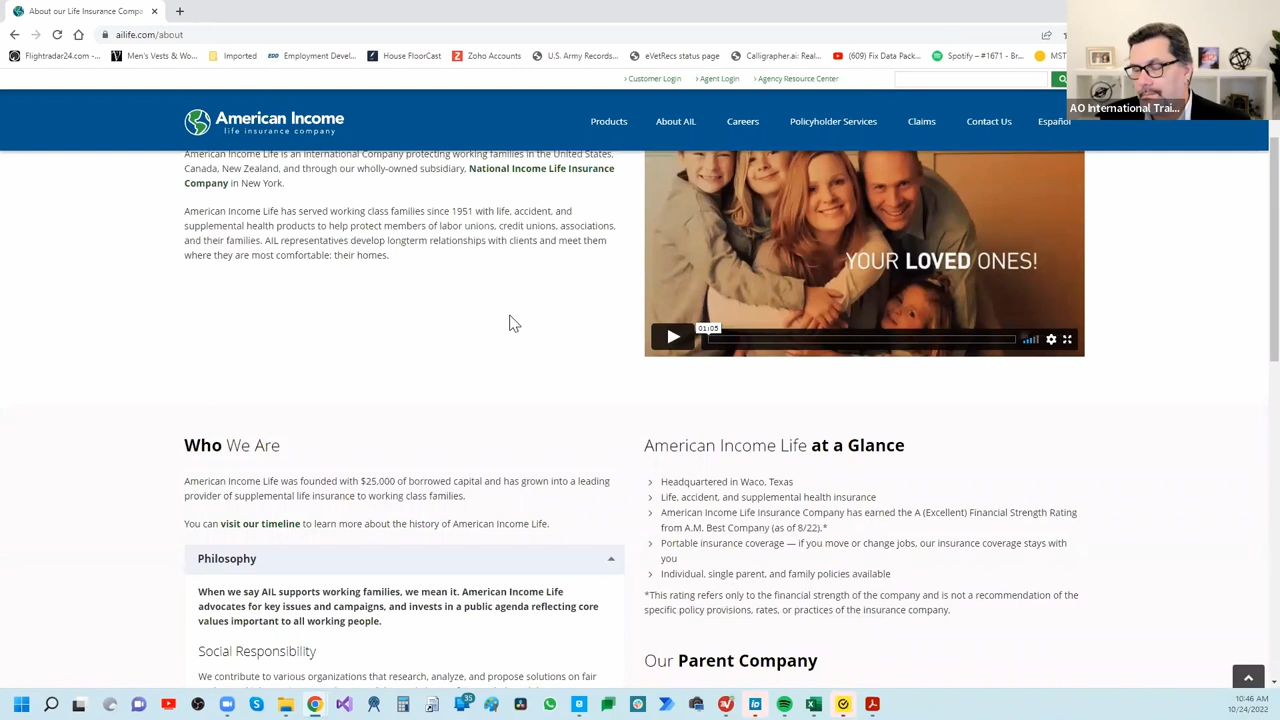 About our Life Insurance Compa
ailife.com/about
Flightradar24.com -...
Men's Vests & Wo...
Imported
EDD Employment Devel...
House FloorCast
Zoho Accounts
U.S. Army Records...
eVetRecs status page
Calligrapher.ai: Real...
(609) Fix Data Pack...
Spotify – #1671 - Br...
MST
Customer Login
Agent Login
Agency Resource Center
AO International Trai...
American Income
life insurance company
Products
About AIL
Careers
Policyholder Services
Claims
Contact Us
Español
American Income Life is an International Company protecting working families in the United States,
Canada, New Zealand, and through our wholly-owned subsidiary, National Income Life Insurance
Company in New York.
American Income Life has served working class families since 1951 with life, accident, and
supplemental health products to help protect members of labor unions, credit unions, associations,
and their families. AIL representatives develop longterm relationships with clients and meet them
where they are most comfortable: their homes.
YOUR LOVED ONES!
01:05
Who We Are
American Income Life was founded with $25,000 of borrowed capital and has grown into a leading
provider of supplemental life insurance to working class families.
You can visit our timeline to learn more about the history of American Income Life.
Philosophy
When we say AIL supports working families, we mean it. American Income Life
advocates for key issues and campaigns, and invests in a public agenda reflecting core
values important to all working people.
Social Responsibility
We contribute to various organizations that research, analyze, and propose solutions on fair
American Income Life at a Glance
Headquartered in Waco, Texas
Life, accident, and supplemental health insurance
American Income Life Insurance Company has earned the A (Excellent) Financial Strength Rating
from A.M. Best Company (as of 8/22).*
Portable insurance coverage — if you move or change jobs, our insurance coverage stays with
you
Individual, single parent, and family policies available
*This rating refers only to the financial strength of the company and is not a recommendation of the
specific policy provisions, rates, or practices of the insurance company.
Our Parent Company
35
10:46 AM
10/24/2022